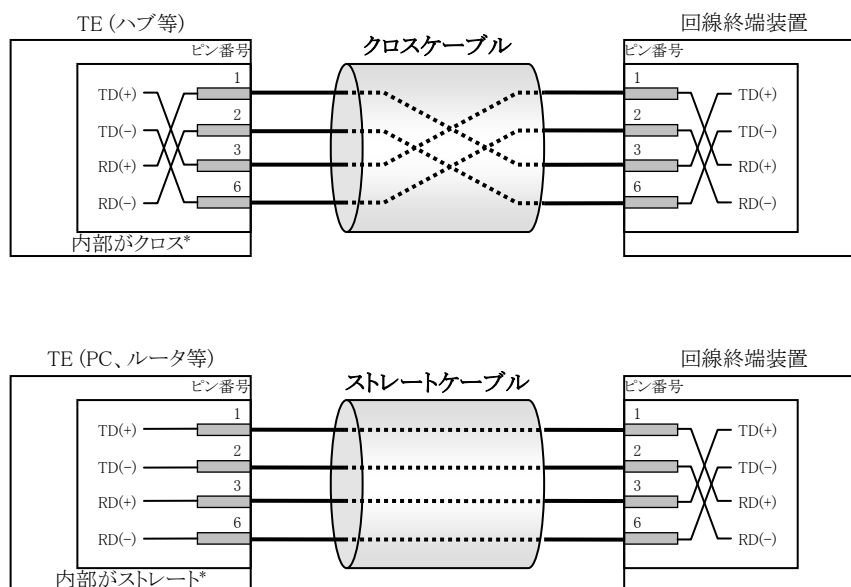 TE (ハブ等)
回線終端装置
ピン番号
クロスケーブル
ピン番号
1
1
TD(+)
TD(+)
2
2
TD(-)
TD(-)
3
3
RD(+)
RD(+)
6
6
RD(-)
RD(-)
内部がクロス*
TE (PC、ルータ等)
回線終端装置
ピン番号
ストレートケーブル
ピン番号
1
1
TD(+)
TD(+)
2
2
TD(-)
TD(-)
3
3
RD(+)
RD(+)
6
6
RD(-)
RD(-)
内部がストレート*